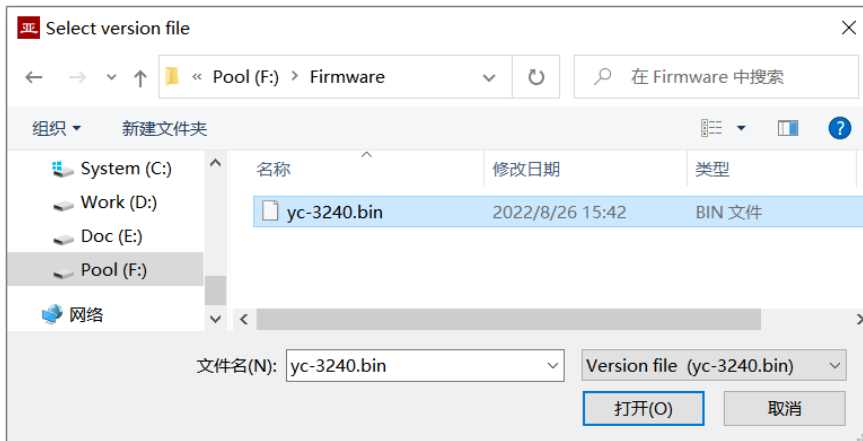 亚 Select version file
« Pool (F:) > Firmware 在 Firmware 中搜索
组织 新建文件夹 ?
System (C:)
Work (D:)
Doc (E:)
Pool (F:)
网络
名称 修改日期 类型
yc-3240.bin 2022/8/26 15:42 BIN 文件
文件名(N): yc-3240.bin Version file (yc-3240.bin)
打开(O) 取消